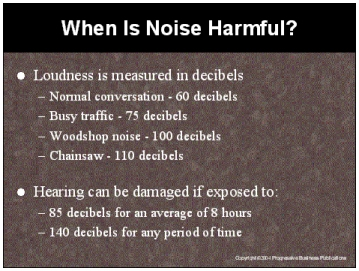 When Is Noise Harmful?
● Loudness is measured in decibels
– Normal conversation - 60 decibels
– Busy traffic - 75 decibels
– Woodshop noise - 100 decibels
– Chainsaw - 110 decibels
● Hearing can be damaged if exposed to:
– 85 decibels for an average of 8 hours
– 140 decibels for any period of time
Copyright ©2004 Progressive Business Publications